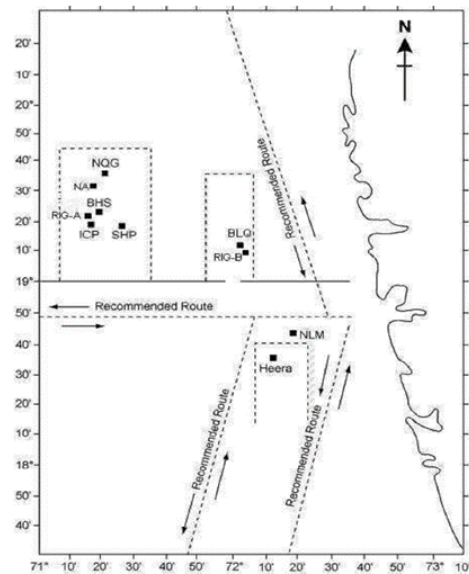 N
20'
10'
21°
50'
40'
30'
20'
10'
19°
50'
40'
30'
20'
10'
18°
50'
40'
NQG
NA
BHS
RIG-A
ICP
SHP
BLQ
RIG-B
Recommended Route
Recommended Route
NLM
Heera
Recommended Route
Recommended Route
71°
10'
20'
30'
40'
50'
72°
10'
20'
30'
40'
50'
73°
10'